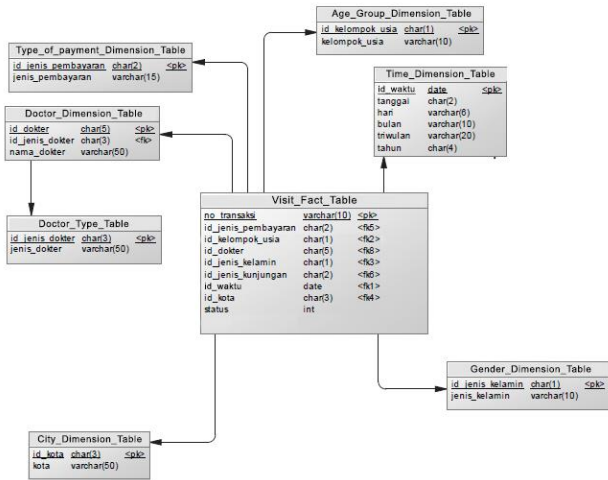 Age_Group_Dimension_Table
id_kelompok_usia char(1) <pk>
kelompok_usia varchar(10)
Type_of_payment_Dimension_Table
id_jenis_pembayaran char(2) <pk>
jenis_pembayaran varchar(15)
Time_Dimension_Table
id_waktu date <pk>
tanggal char(2)
hari varchar(6)
bulan varchar(10)
triwulan varchar(20)
tahun char(4)
Doctor_Dimension_Table
id_dokter char(5) <pk>
id_jenis_dokter char(3) <fk>
nama_dokter varchar(50)
Visit_Fact_Table
no_transaksi varchar(10) <pk>
id_jenis_pembayaran char(2) <fk5>
id_kelompok_usia char(1) <fk2>
id_dokter char(5) <fk8>
id_jenis_kelamin char(1) <fk3>
id_jenis_kunjungan char(2) <fk6>
id_waktu date <fk1>
id_kota char(3) <fk4>
status int
Doctor_Type_Table
id_jenis_dokter char(3) <pk>
jenis_dokter varchar(50)
Gender_Dimension_Table
id_jenis_kelamin char(1) <pk>
jenis_kelamin varchar(10)
City_Dimension_Table
id_kota char(3) <pk>
kota varchar(50)